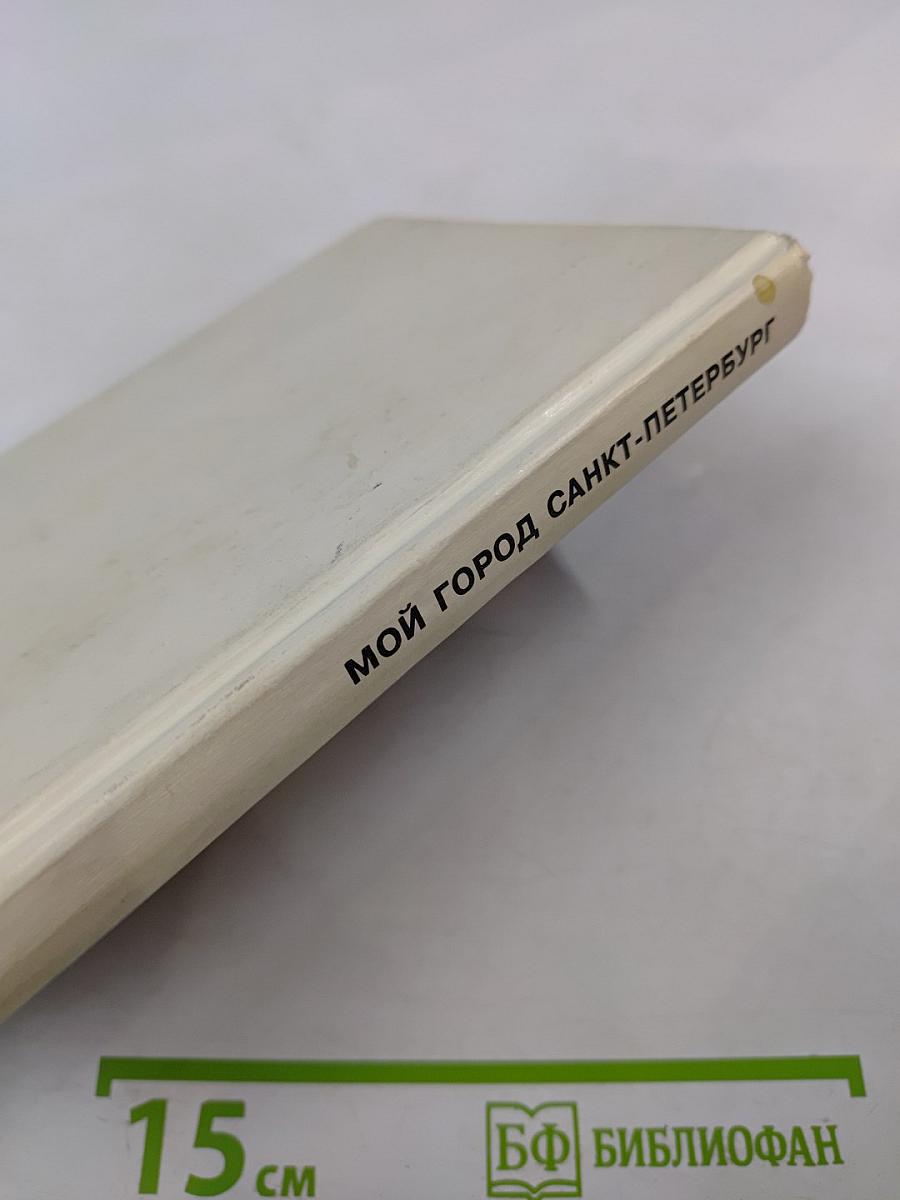 МОЙ ГОРОД САНКТ-ПЕТЕРБУРГ
15 см
БФ БИБЛИОФАН